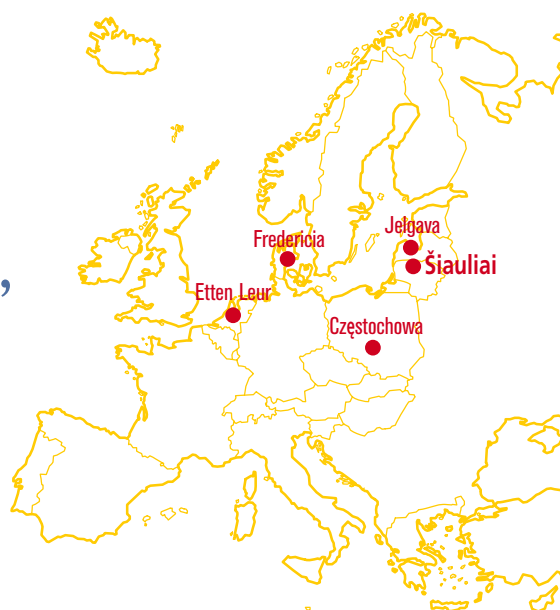 Jelgava
Fredericia
Šiauliai
,
Etten Leur
Częstochowa